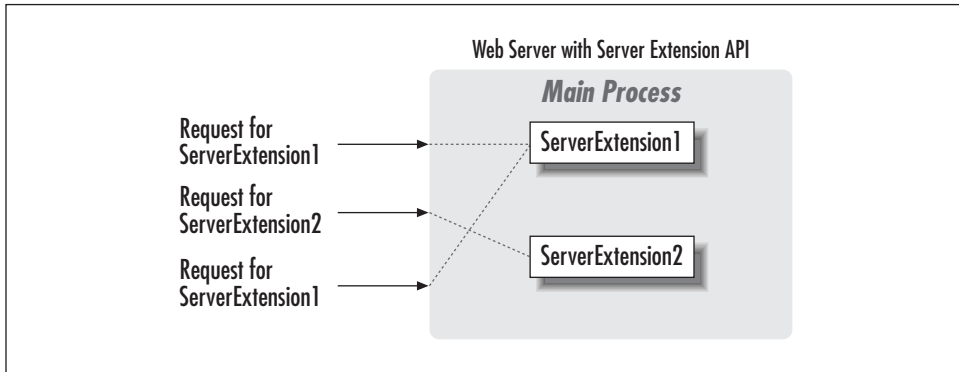 Web Server with Server Extension API
Main Process
Request for
ServerExtension1
ServerExtension1
Request for
ServerExtension2
ServerExtension2
Request for
ServerExtension1